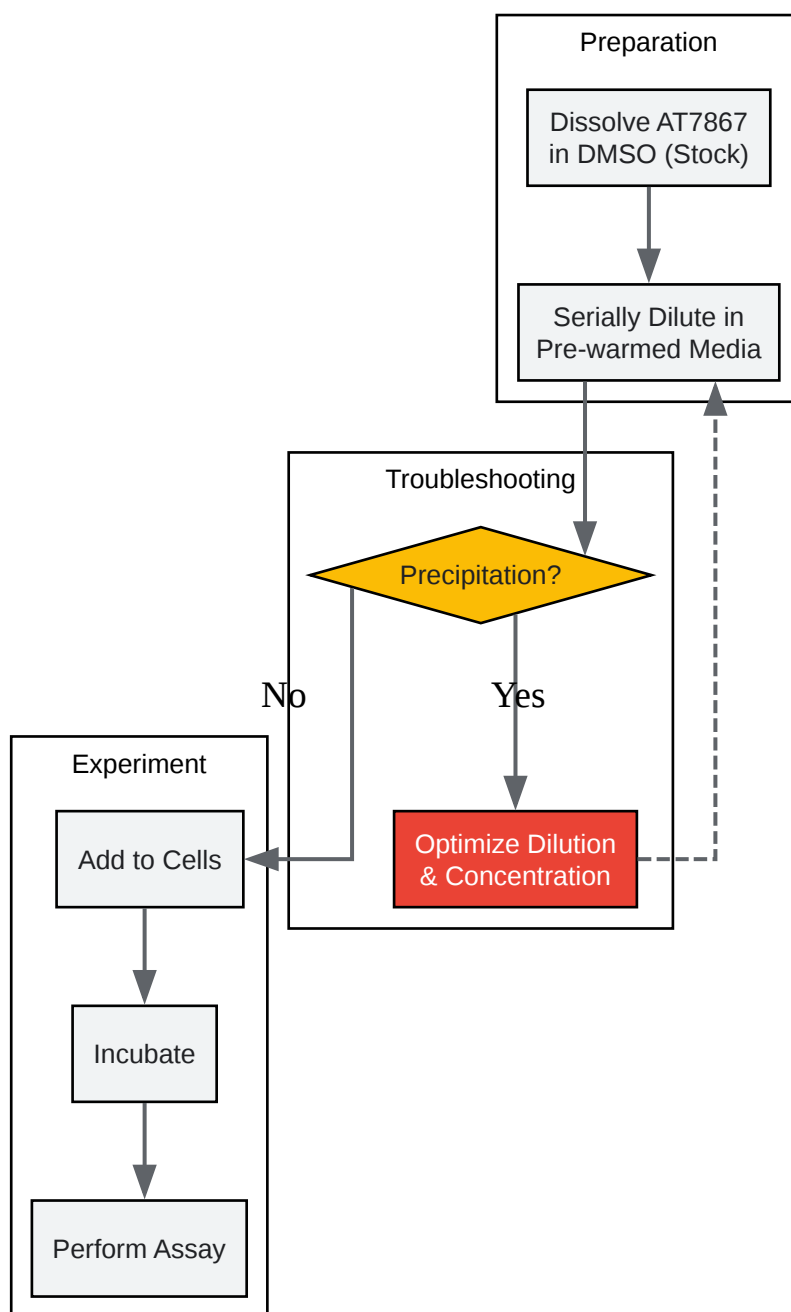 Preparation
Dissolve AT7867
in DMSO (Stock)
Serially Dilute in
Pre-warmed Media
Troubleshooting
Precipitation?
No
Yes
Optimize Dilution
& Concentration
Experiment
Add to Cells
Incubate
Perform Assay